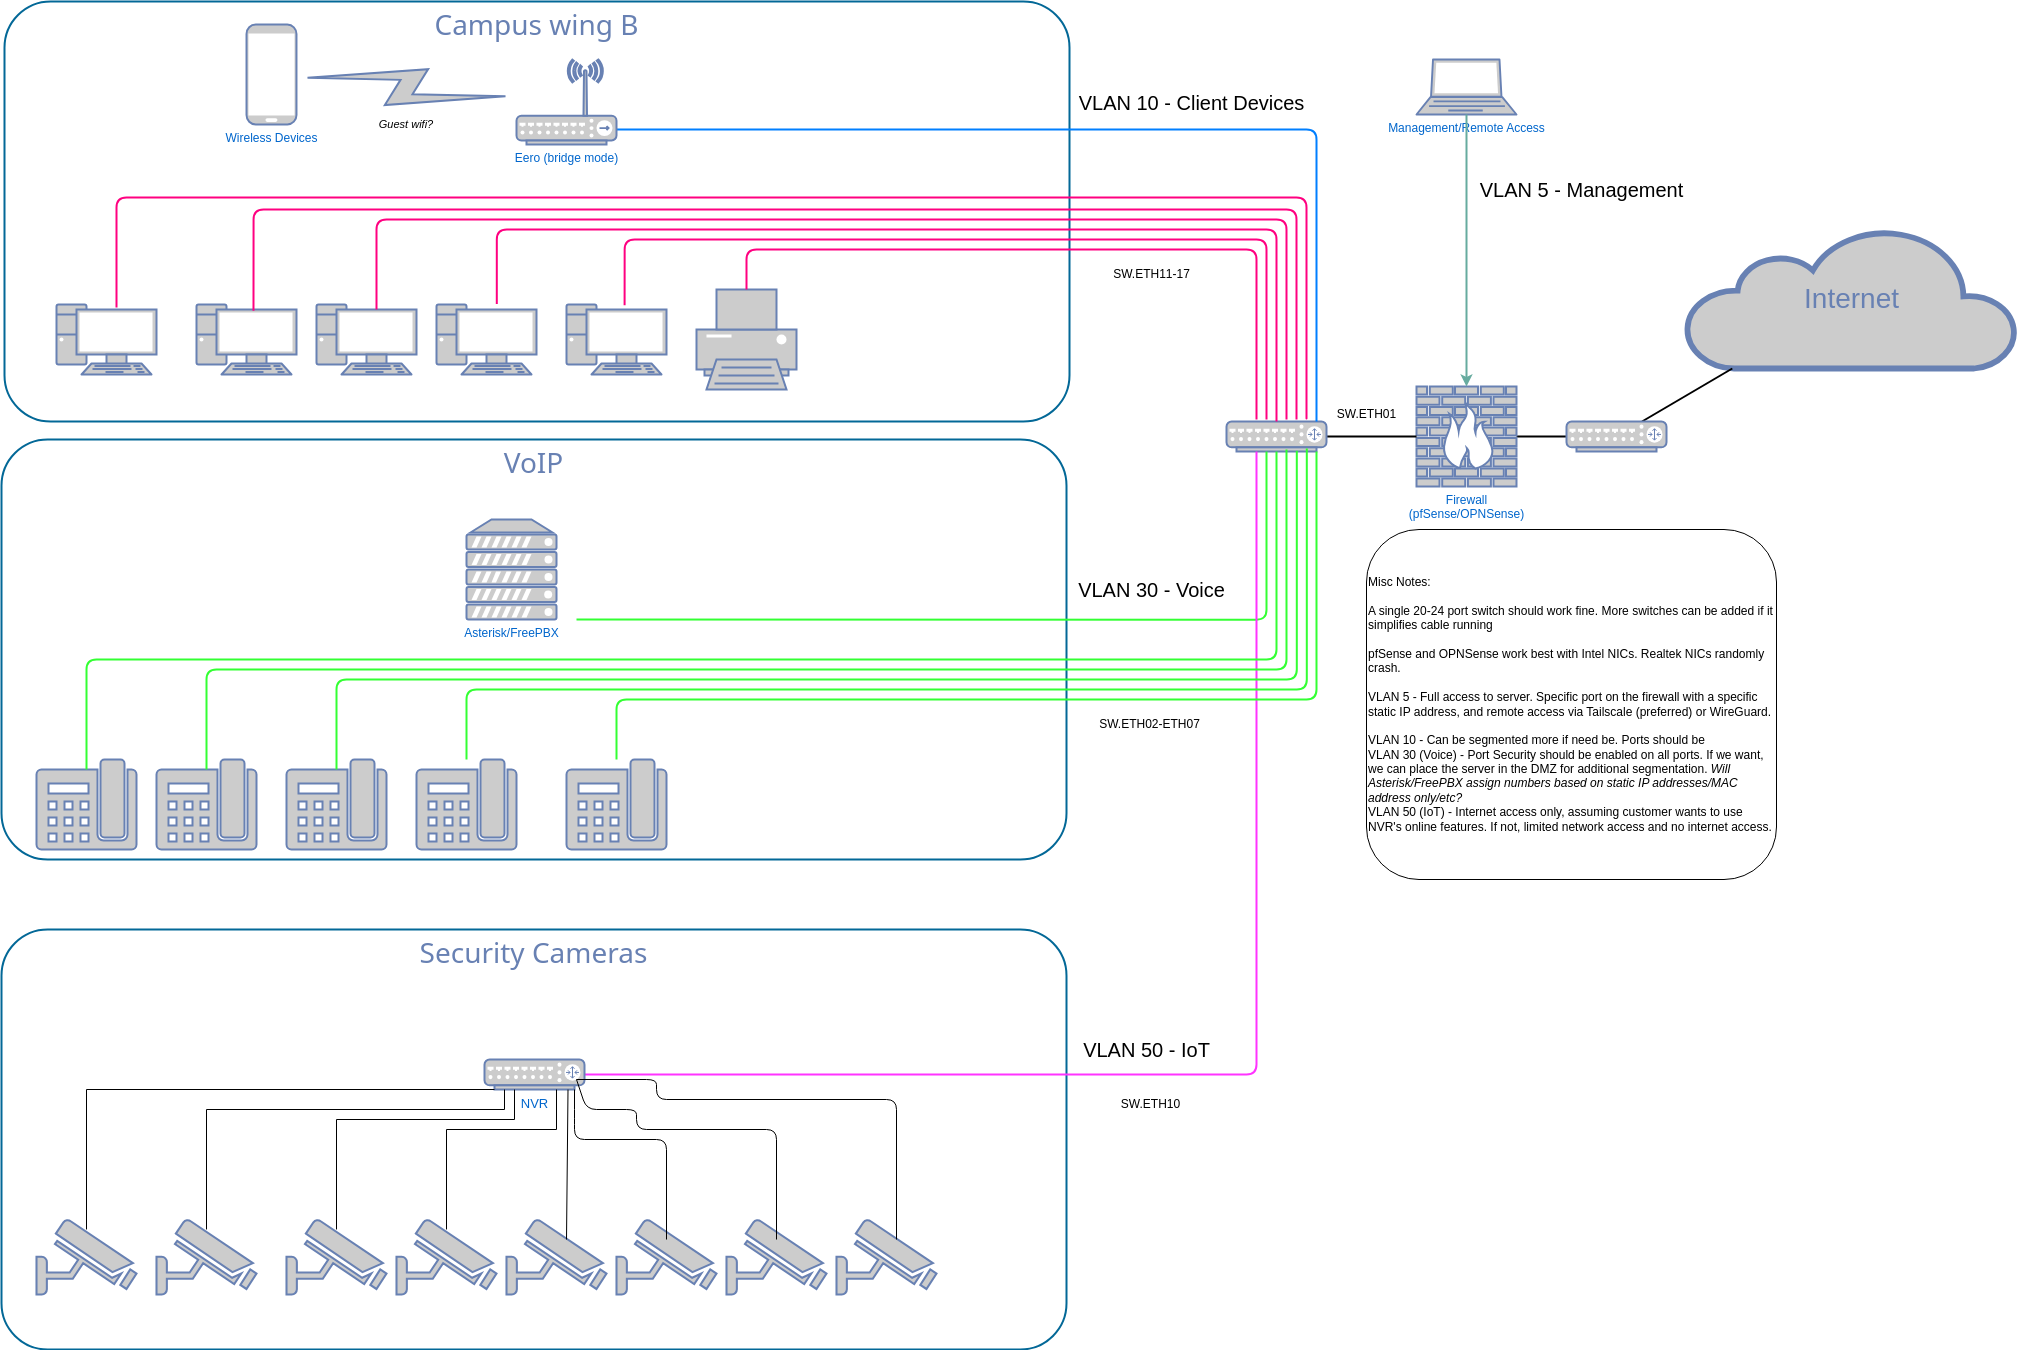 Campus wing B
Wireless Devices
Guest wifi?
Eero (bridge mode)
VLAN 10 - Client Devices
Management/Remote Access
VLAN 5 - Management
Internet
SW.ETH11-17
SW.ETH01
Firewall
(pfSense/OPNSense)
VoIP
Asterisk/FreePBX
VLAN 30 - Voice
SW.ETH02-ETH07
Misc Notes:
A single 20-24 port switch should work fine. More switches can be added if it
simplifies cable running
pfSense and OPNSense work best with Intel NICs. Realtek NICs randomly
crash.
VLAN 5 - Full access to server. Specific port on the firewall with a specific
static IP address, and remote access via Tailscale (preferred) or WireGuard.
VLAN 10 - Can be segmented more if need be. Ports should be
VLAN 30 (Voice) - Port Security should be enabled on all ports. If we want,
we can place the server in the DMZ for additional segmentation. Will
Asterisk/FreePBX assign numbers based on static IP addresses/MAC
address only/etc?
VLAN 50 (IoT) - Internet access only, assuming customer wants to use
NVR's online features. If not, limited network access and no internet access.
Security Cameras
NVR
VLAN 50 - IoT
SW.ETH10